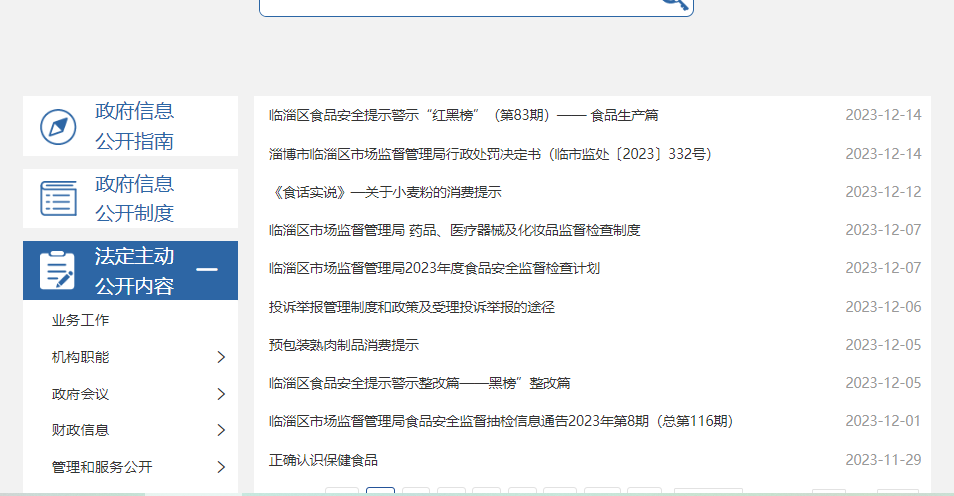 政府信息
公开指南
政府信息
公开制度
法定主动
公开内容
业务工作
机构职能
政府会议
财政信息
管理和服务公开
临淄区食品安全提示警示“红黑榜”（第83期）—— 食品生产篇 2023-12-14
淄博市临淄区市场监督管理局行政处罚决定书（临市监处〔2023〕332号） 2023-12-14
《食话实说》—关于小麦粉的消费提示 2023-12-12
临淄区市场监督管理局 药品、医疗器械及化妆品监督检查制度 2023-12-07
临淄区市场监督管理局2023年度食品安全监督检查计划 2023-12-07
投诉举报管理制度和政策及受理投诉举报的途径 2023-12-06
预包装熟肉制品消费提示 2023-12-05
临淄区食品安全提示警示整改篇——黑榜”整改篇 2023-12-05
临淄区市场监督管理局食品安全监督抽检信息通告2023年第8期（总第116期） 2023-12-01
正确认识保健食品 2023-11-29